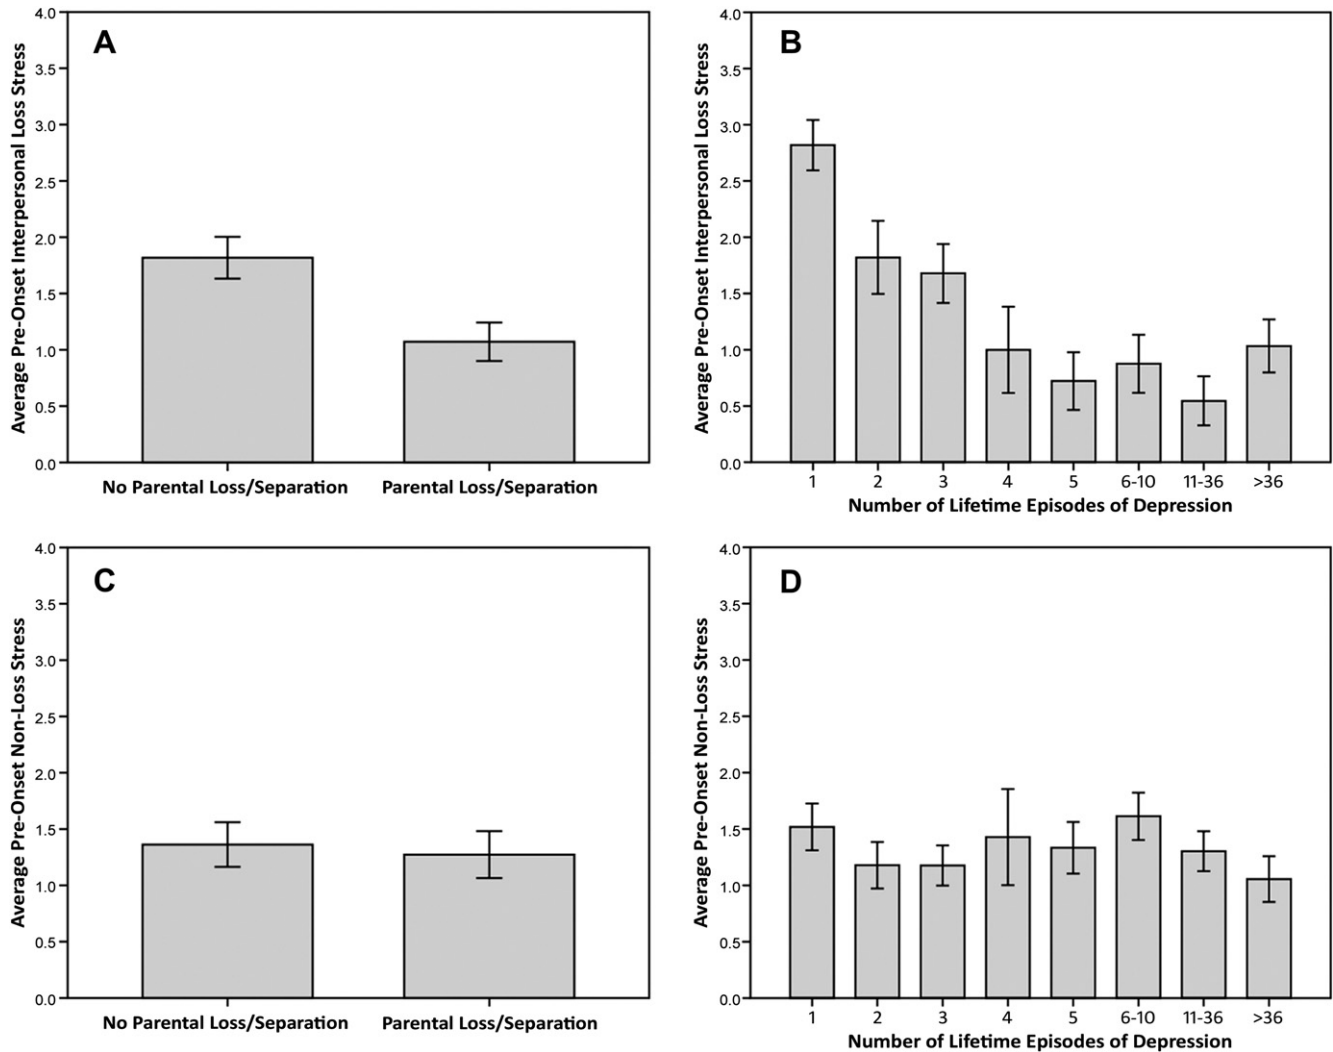 A
Average Pre-Onset Interpersonal Loss Stress
4.0
3.5
3.0
2.5
2.0
1.5
1.0
0.5
0.0
No Parental Loss/Separation
Parental Loss/Separation
B
Average Pre-Onset Interpersonal Loss Stress
4.0
3.5
3.0
2.5
2.0
1.5
1.0
0.5
0.0
1 2 3 4 5 6-10 11-36 >36
Number of Lifetime Episodes of Depression
C
Average Pre-Onset Non-Loss Stress
4.0
3.5
3.0
2.5
2.0
1.5
1.0
0.5
0.0
No Parental Loss/Separation
Parental Loss/Separation
D
Average Pre-Onset Non-Loss Stress
4.0
3.5
3.0
2.5
2.0
1.5
1.0
0.5
0.0
1 2 3 4 5 6-10 11-36 >36
Number of Lifetime Episodes of Depression